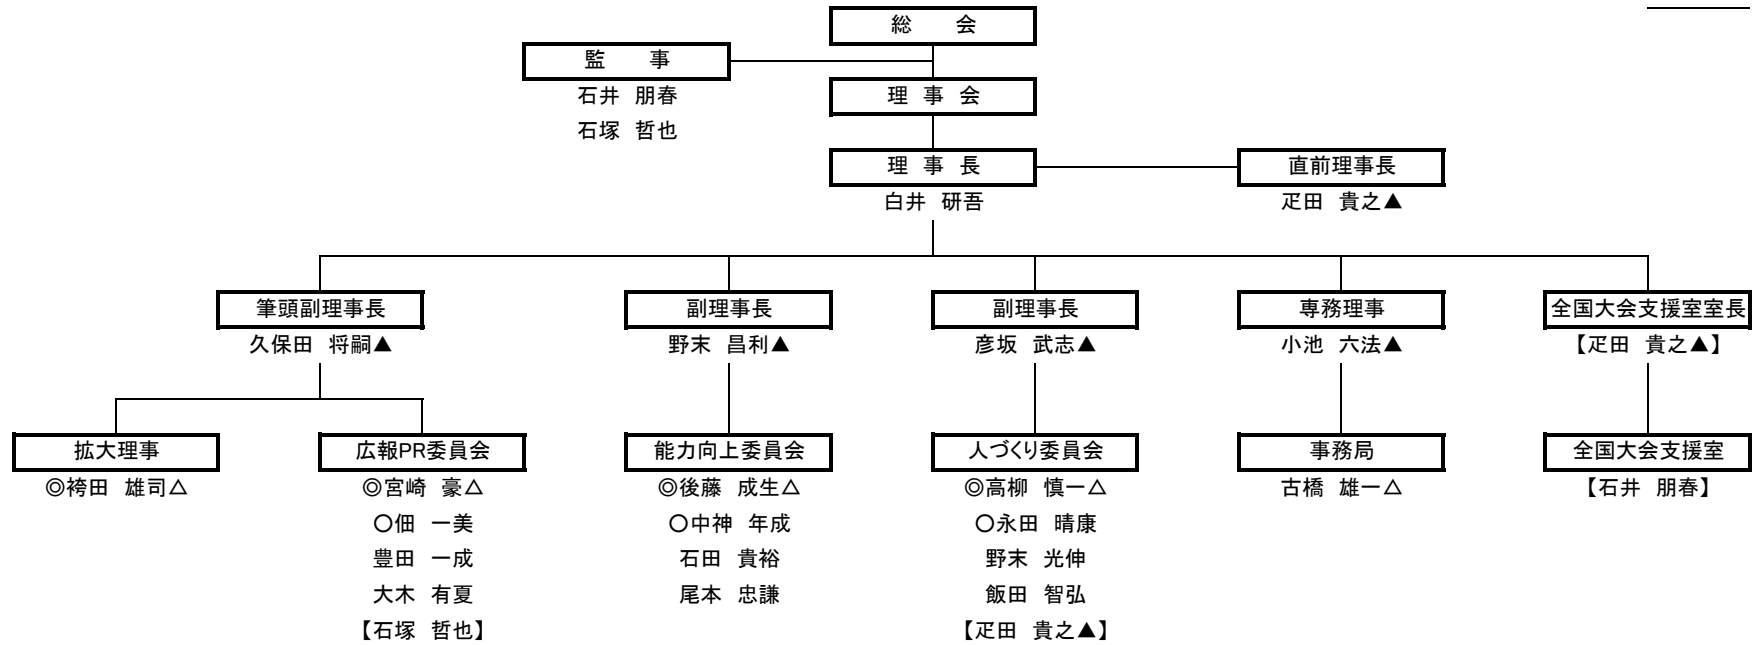 総　会
監　事
石井 朋春
石塚 哲也
理 事 会
理 事 長
白井 研吾
直前理事長
疋田 貴之▲
筆頭副理事長
久保田 将嗣▲
副理事長
野末 昌利▲
副理事長
彦坂 武志▲
専務理事
小池 六法▲
全国大会支援室室長
【疋田 貴之▲】
拡大理事
◎袴田 雄司△
広報PR委員会
◎宮崎 豪△
〇佃 一美
豊田 一成
大木 有夏
【石塚 哲也】
能力向上委員会
◎後藤 成生△
〇中神 年成
石田 貴裕
尾本 忠謙
人づくり委員会
◎高柳 慎一△
〇永田 晴康
野末 光伸
飯田 智弘
【疋田 貴之▲】
事務局
古橋 雄一△
全国大会支援室
【石井 朋春】